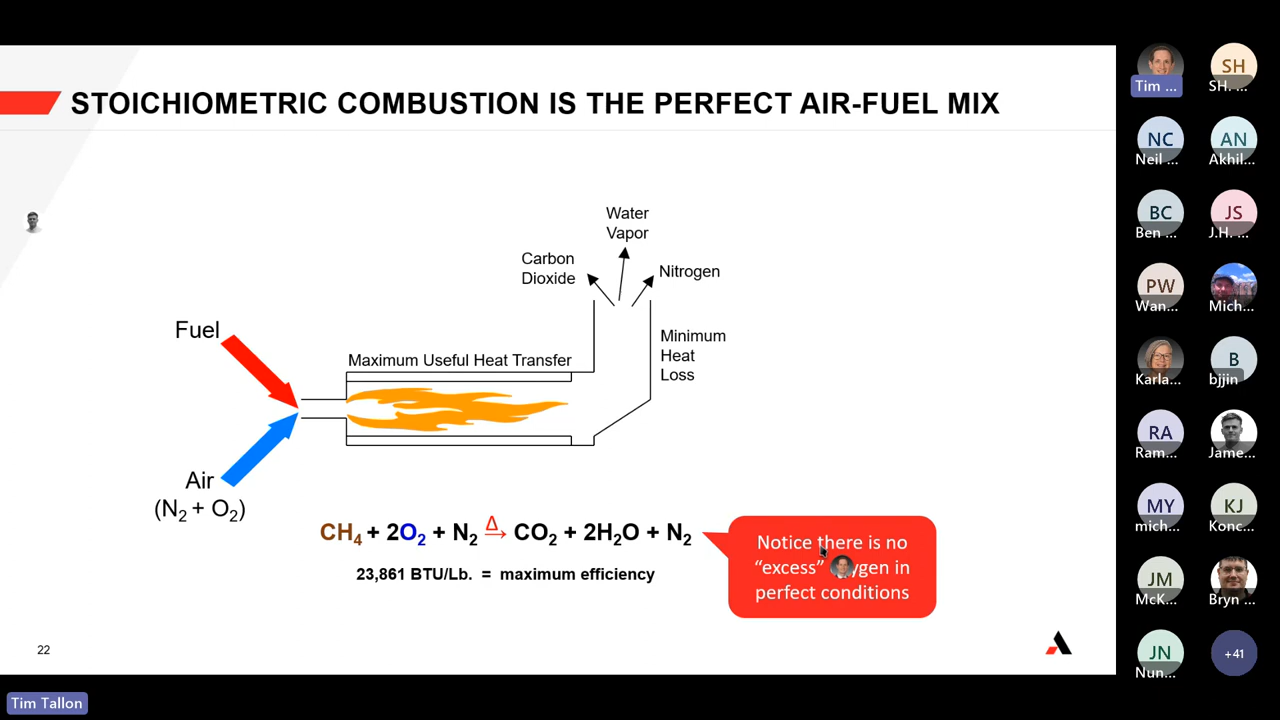 STOICHIOMETRIC COMBUSTION IS THE PERFECT AIR-FUEL MIX
Water
Vapor
Carbon
Dioxide
Nitrogen
Fuel
Minimum
Heat
Loss
Maximum Useful Heat Transfer
Air
(N₂ + O₂)
CH₄ + 2O₂ + N₂ Δ→ CO₂ + 2H₂O + N₂
23,861 BTU/Lb. = maximum efficiency
Notice there is no
“excess” ygen in
perfect conditions
22
Tim Tallon
Tim ...
SH
SH. ...
NC
Neil ...
AN
Akhil...
BC
Ben ...
JS
J.H. ...
PW
Wan...
Mich...
Karla...
B
bjjin
RA
Ram...
Jame...
MY
mich...
KJ
Konc...
JM
McK...
Bryn ...
JN
Nun...
+41